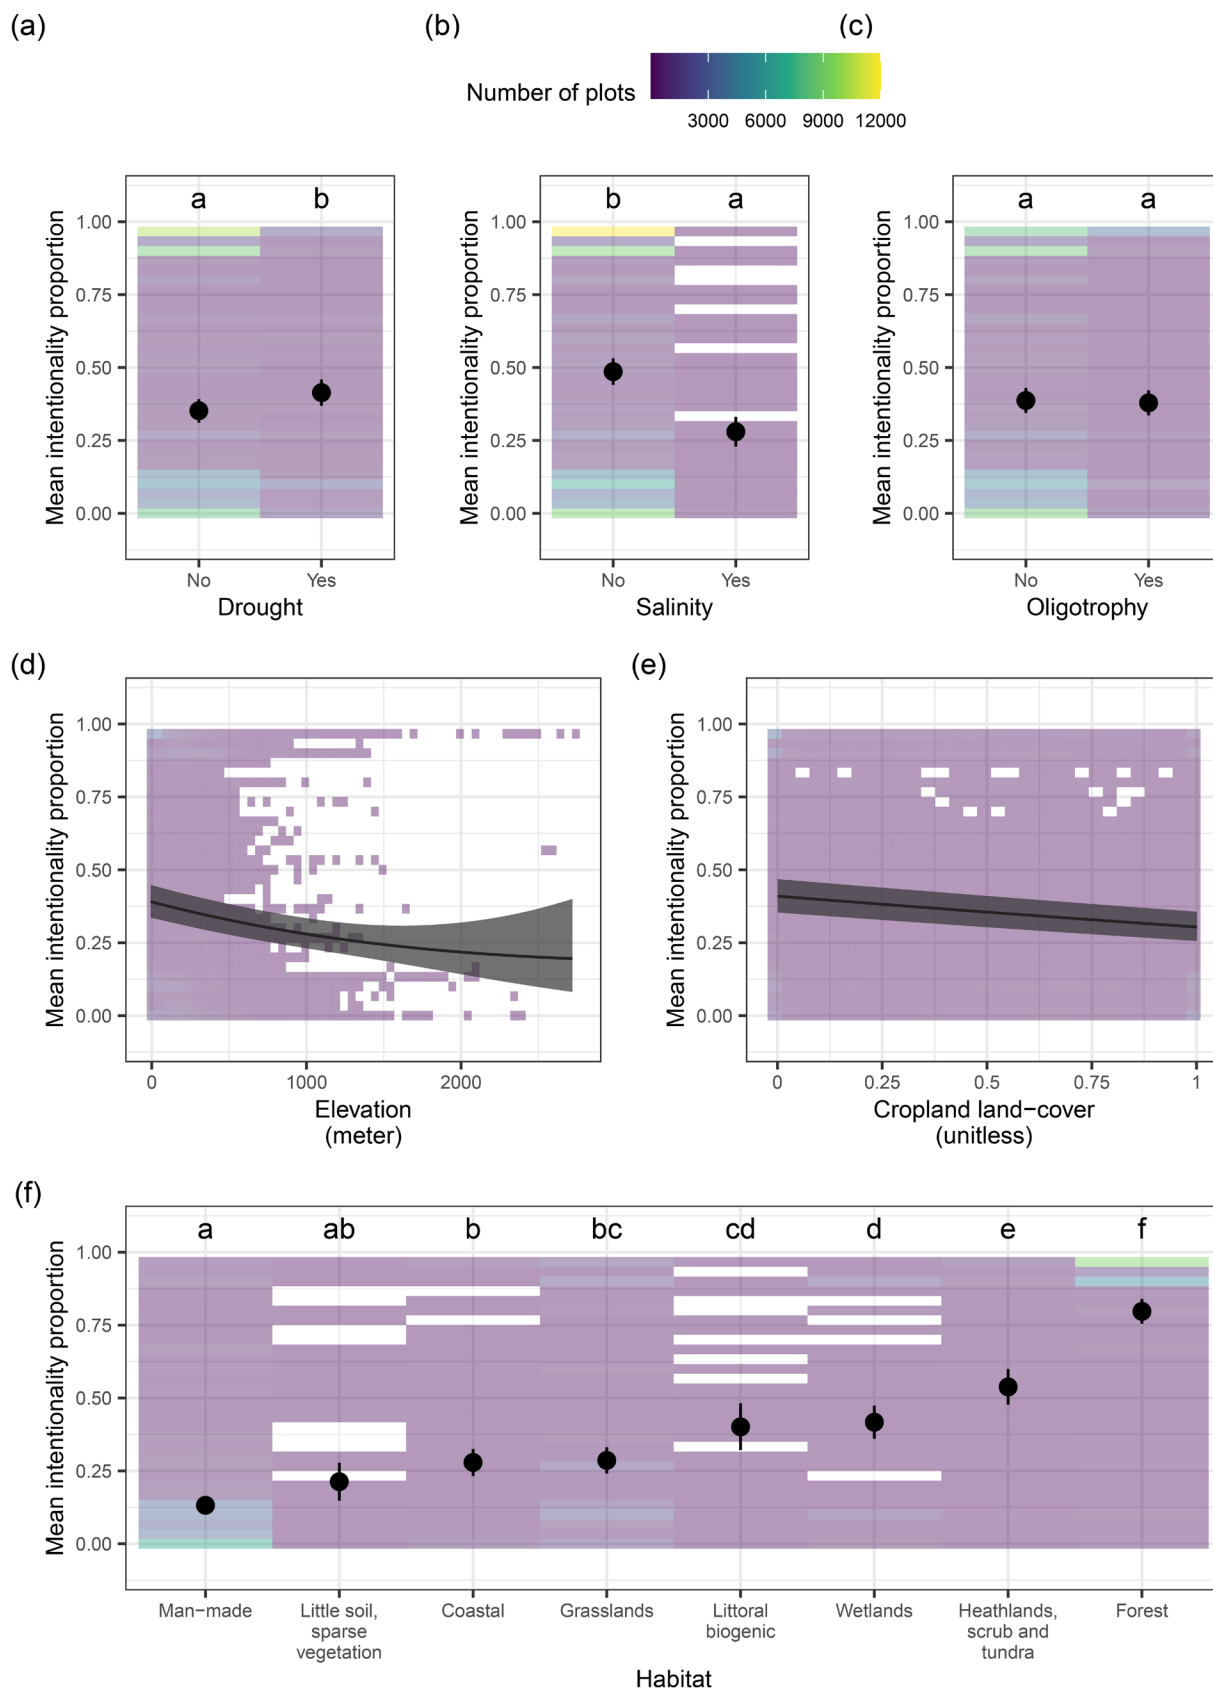 (a)
(b)
(c)
Number of plots
3000 6000 9000 12000
Mean intentionality proportion
1.00
0.75
0.50
0.25
0.00
a b
No Yes
Drought
Mean intentionality proportion
1.00
0.75
0.50
0.25
0.00
b a
No Yes
Salinity
Mean intentionality proportion
1.00
0.75
0.50
0.25
0.00
a a
No Yes
Oligotrophy
(d)
Mean intentionality proportion
1.00
0.75
0.50
0.25
0.00
0 1000 2000
Elevation
(meter)
(e)
Mean intentionality proportion
1.00
0.75
0.50
0.25
0.00
0 0.25 0.5 0.75 1
Cropland land−cover
(unitless)
(f)
Mean intentionality proportion
1.00
0.75
0.50
0.25
0.00
a ab b bc cd d e f
Man−made
Little soil,
sparse
vegetation
Coastal
Grasslands
Littoral
biogenic
Wetlands
Heathlands,
scrub and
tundra
Forest
Habitat